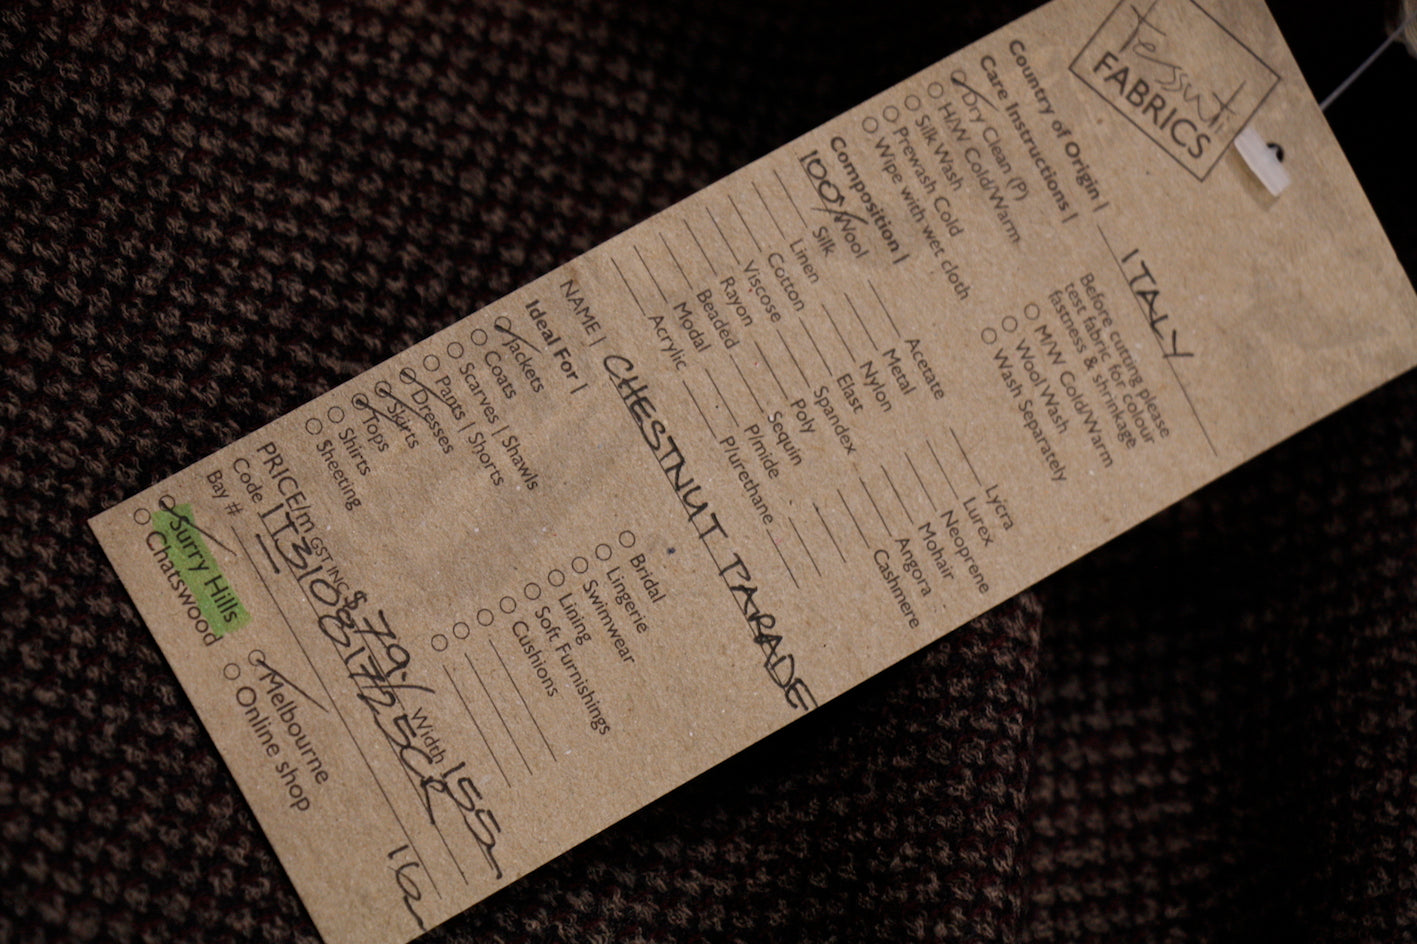 Tessuti
FABRICS
Country of Origin | ITALY
Care Instructions |
Before cutting please
test fabric for colour
fastness & shrinkage
Dry Clean (P)
H/W Cold/Warm
M/W Cold/Warm
Silk Wash
Wool Wash
Prewash Cold
Wash Separately
Wipe with wet cloth
Composition |
100% Wool
Acetate
Lycra
Silk
Metal
Lurex
Linen
Nylon
Neoprene
Cotton
Elast
Mohair
Viscose
Spandex
Angora
Rayon
Poly
Cashmere
Beaded
Sequin
Modal
P/mide
Acrylic
P/urethane
NAME | CHESTNUT PARADE
Ideal For |
Jackets
Bridal
Coats
Lingerie
Scarves | Shawls
Swimwear
Pants | Shorts
Lining
Dresses
Soft Furnishings
Skirts
Cushions
Tops
Shirts
Sheeting
PRICE/m GST INC $79./ Width 155
Code
Bay #
Surry Hills
Melbourne
Chatswood
Online shop